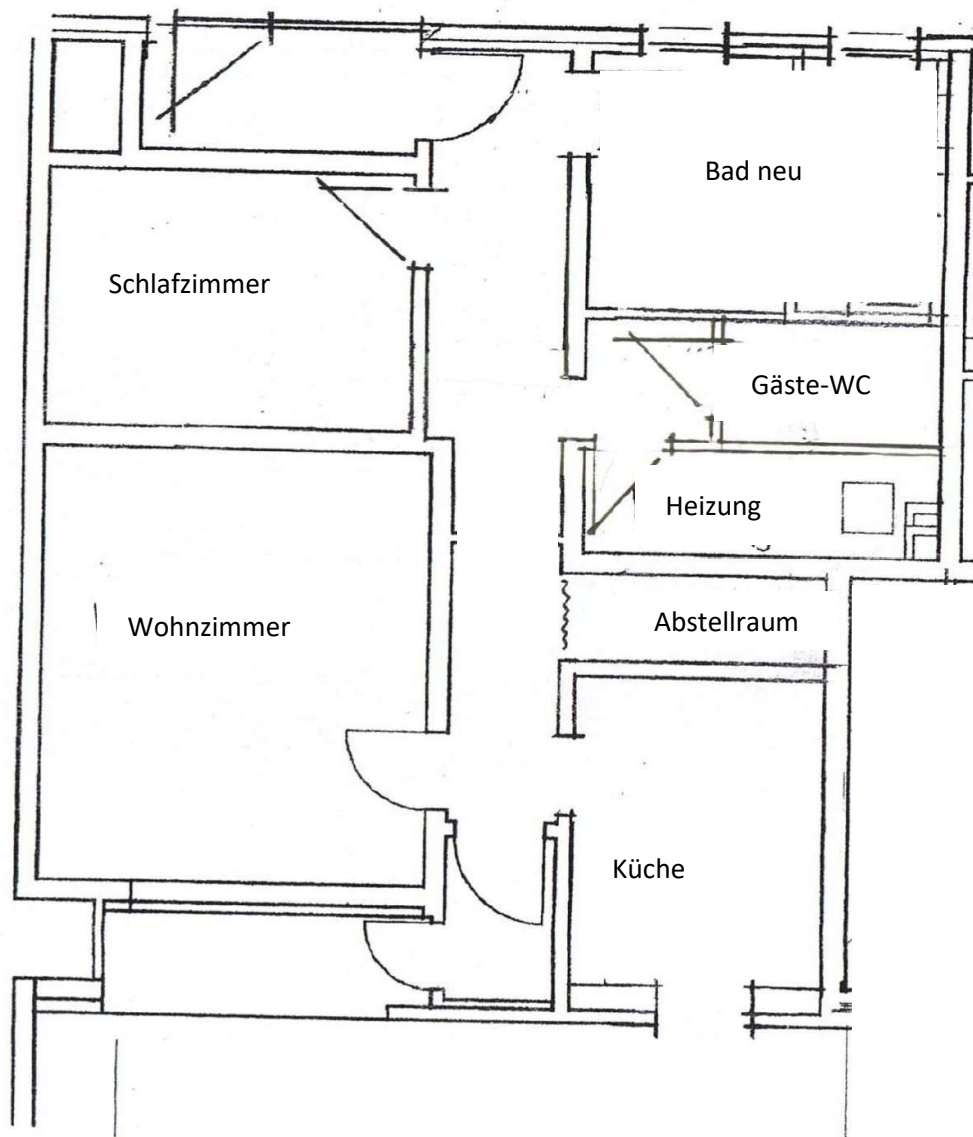 Bad neu
Schlafzimmer
Gäste-WC
Heizung
Wohnzimmer
Abstellraum
Küche